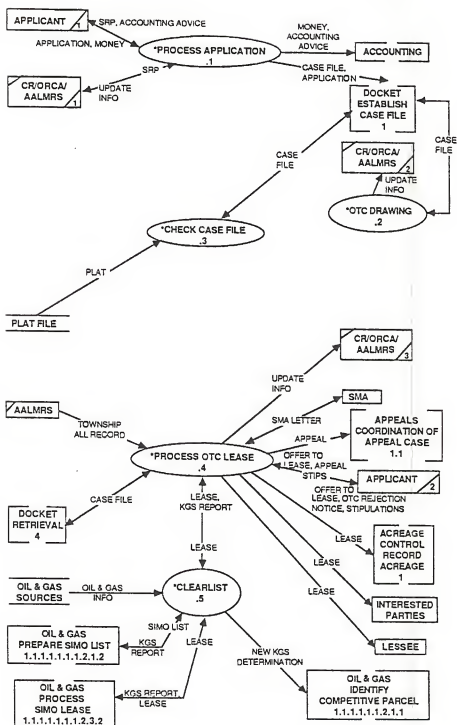 APPLICANT
1
SRP, ACCOUNTING ADVICE
APPLICATION, MONEY
*PROCESS APPLICATION
.1
MONEY,
ACCOUNTING
ADVICE
ACCOUNTING
CASE FILE,
APPLICATION
CR/ORCA/
AALMRS
1
SRP
UPDATE
INFO
DOCKET
ESTABLISH
CASE FILE
1
CASE
FILE
CR/ORCA/
AALMRS
2
UPDATE
INFO
*OTC DRAWING
.2
CASE
FILE
*CHECK CASE FILE
.3
PLAT
PLAT FILE
CR/ORCA/
AALMRS
3
UPDATE
INFO
SMA
SMA LETTER
AALMRS
TOWNSHIP
ALL RECORD
*PROCESS OTC LEASE
.4
APPEAL
APPEALS
COORDINATION OF
APPEAL CASE
1.1
OFFER TO
LEASE, APPEAL
STIPS
APPLICANT
2
OFFER TO
LEASE, OTC REJECTION
NOTICE, STIPULATIONS
CASE FILE
DOCKET
RETRIEVAL
4
LEASE,
KGS REPORT
LEASE
LEASE
ACREAGE
CONTROL
RECORD
ACREAGE
1
LEASE
INTERESTED
PARTIES
LEASE
LESSEE
OIL & GAS
SOURCES
OIL & GAS
INFO
*CLEARLIST
.5
SIMO LIST
OIL & GAS
PREPARE SIMO LIST
1.1.1.1.1.1.2.1.2
KGS
REPORT
LEASE
NEW KGS
DETERMINATION
OIL & GAS
PROCESS
SIMO LEASE
1.1.1.1.1.1.2.3.2
KGS REPORT,
LEASE
OIL & GAS
IDENTIFY
COMPETITIVE PARCEL
1.1.1.1.1.2.1.1